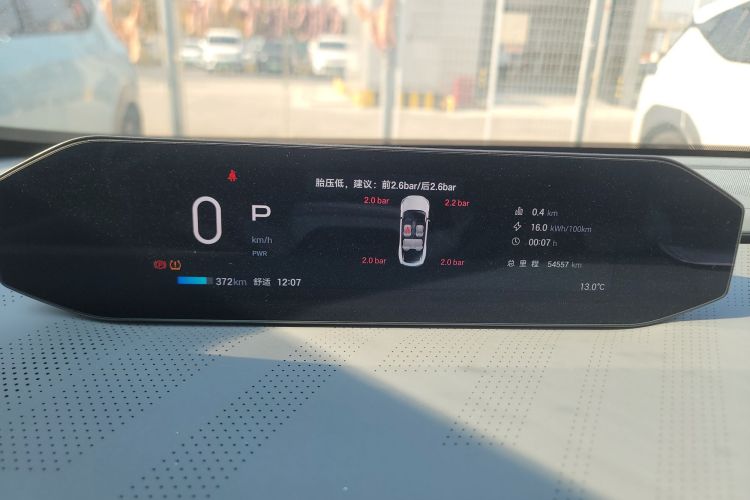 胎压低，建议：前2.6bar/后2.6bar
2.0 bar 2.2 bar
0 P
km/h
PWR
2.0 bar 2.0 bar
372km 舒适 12:07
0.4 km
16.0 kWh/100km
00:07 h
总 里 程 54557 km
13.0°C